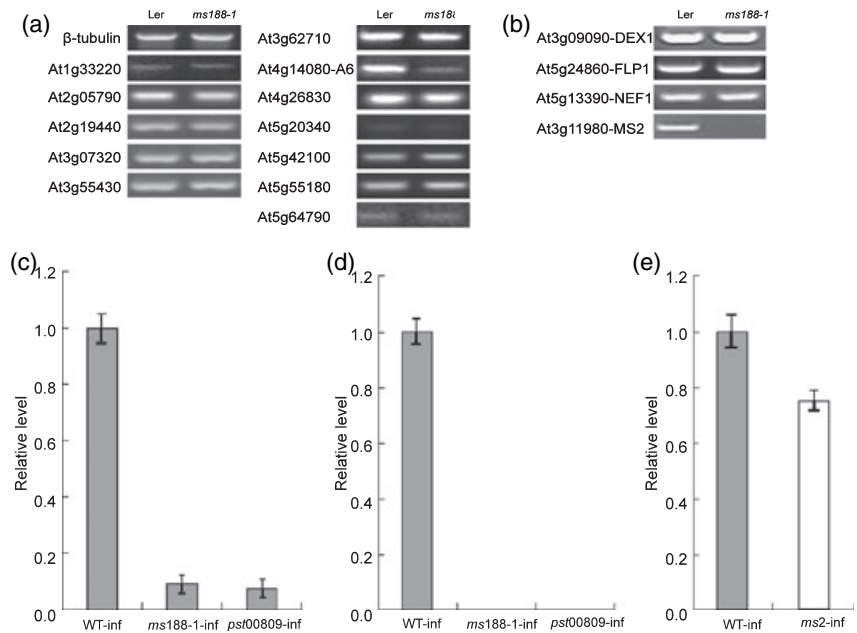 (a)
Ler ms188-1
β-tubulin
At1g33220
At2g05790
At2g19440
At3g07320
At3g55430
Ler ms188
At3g62710
At4g14080-A6
At4g26830
At5g20340
At5g42100
At5g55180
At5g64790
(b)
Ler ms188-1
At3g09090-DEX1
At5g24860-FLP1
At5g13390-NEF1
At3g11980-MS2
(c)
Relative level
1.2
1.0
0.8
0.6
0.4
0.2
0.0
WT-inf ms188-1-inf pst00809-inf
(d)
Relative level
1.2
1.0
0.8
0.6
0.4
0.2
0.0
WT-inf ms188-1-inf pst00809-inf
(e)
Relative level
1.2
1.0
0.8
0.6
0.4
0.2
0.0
WT-inf ms2-inf